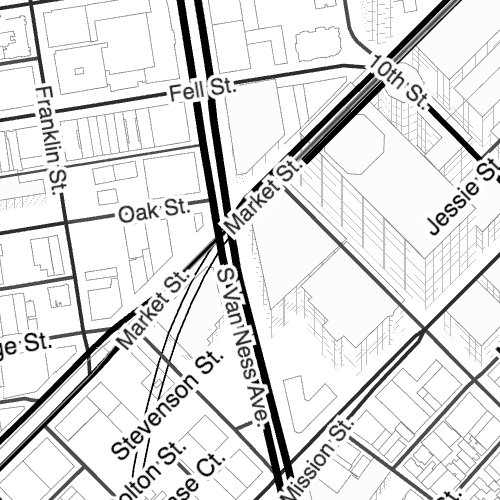 10th St.
Fell St.
Franklin St.
Market St.
Jessie St.
Oak St.
Market St.
S Van Ness Ave.
ge St.
Stevenson St.
Mission St.
olton St.
se Ct.
St.